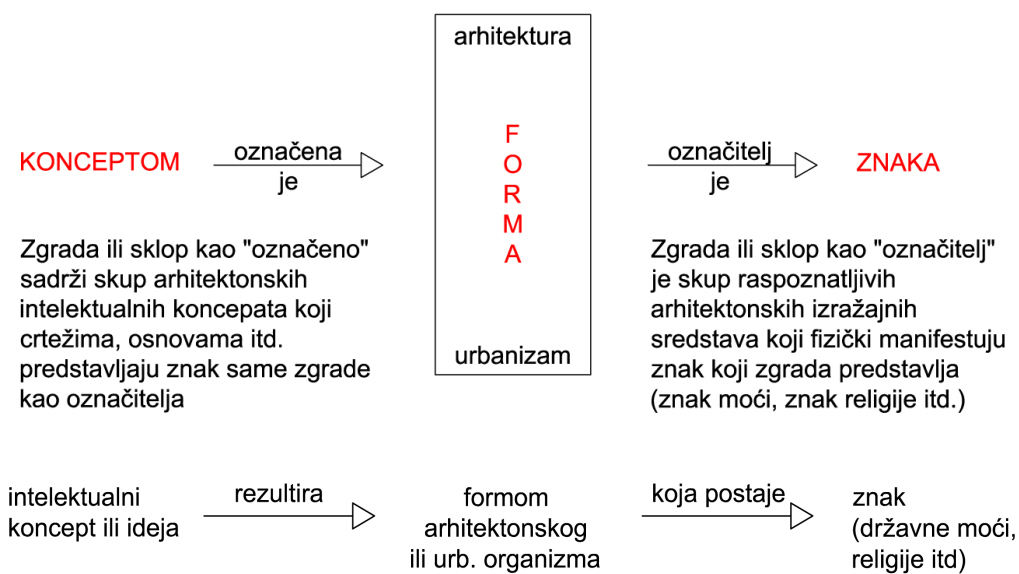 arhitektura
F
O
R
M
A
urbanizam
KONCEPTOM
označena
je
označitelj
je
ZNAKA
Zgrada ili sklop kao "označeno"
sadrži skup arhitektonskih
intelektualnih koncepata koji
crtežima, osnovama itd.
predstavljaju znak same zgrade
kao označitelja
Zgrada ili sklop kao "označitelj"
je skup raspoznatljivih
arhitektonskih izražajnih
sredstava koji fizički manifestuju
znak koji zgrada predstavlja
(znak moći, znak religije itd.)
intelektualni
koncept ili ideja
rezultira
formom
arhitektonskog
ili urb. organizma
koja postaje
znak
(državne moći,
religije itd)